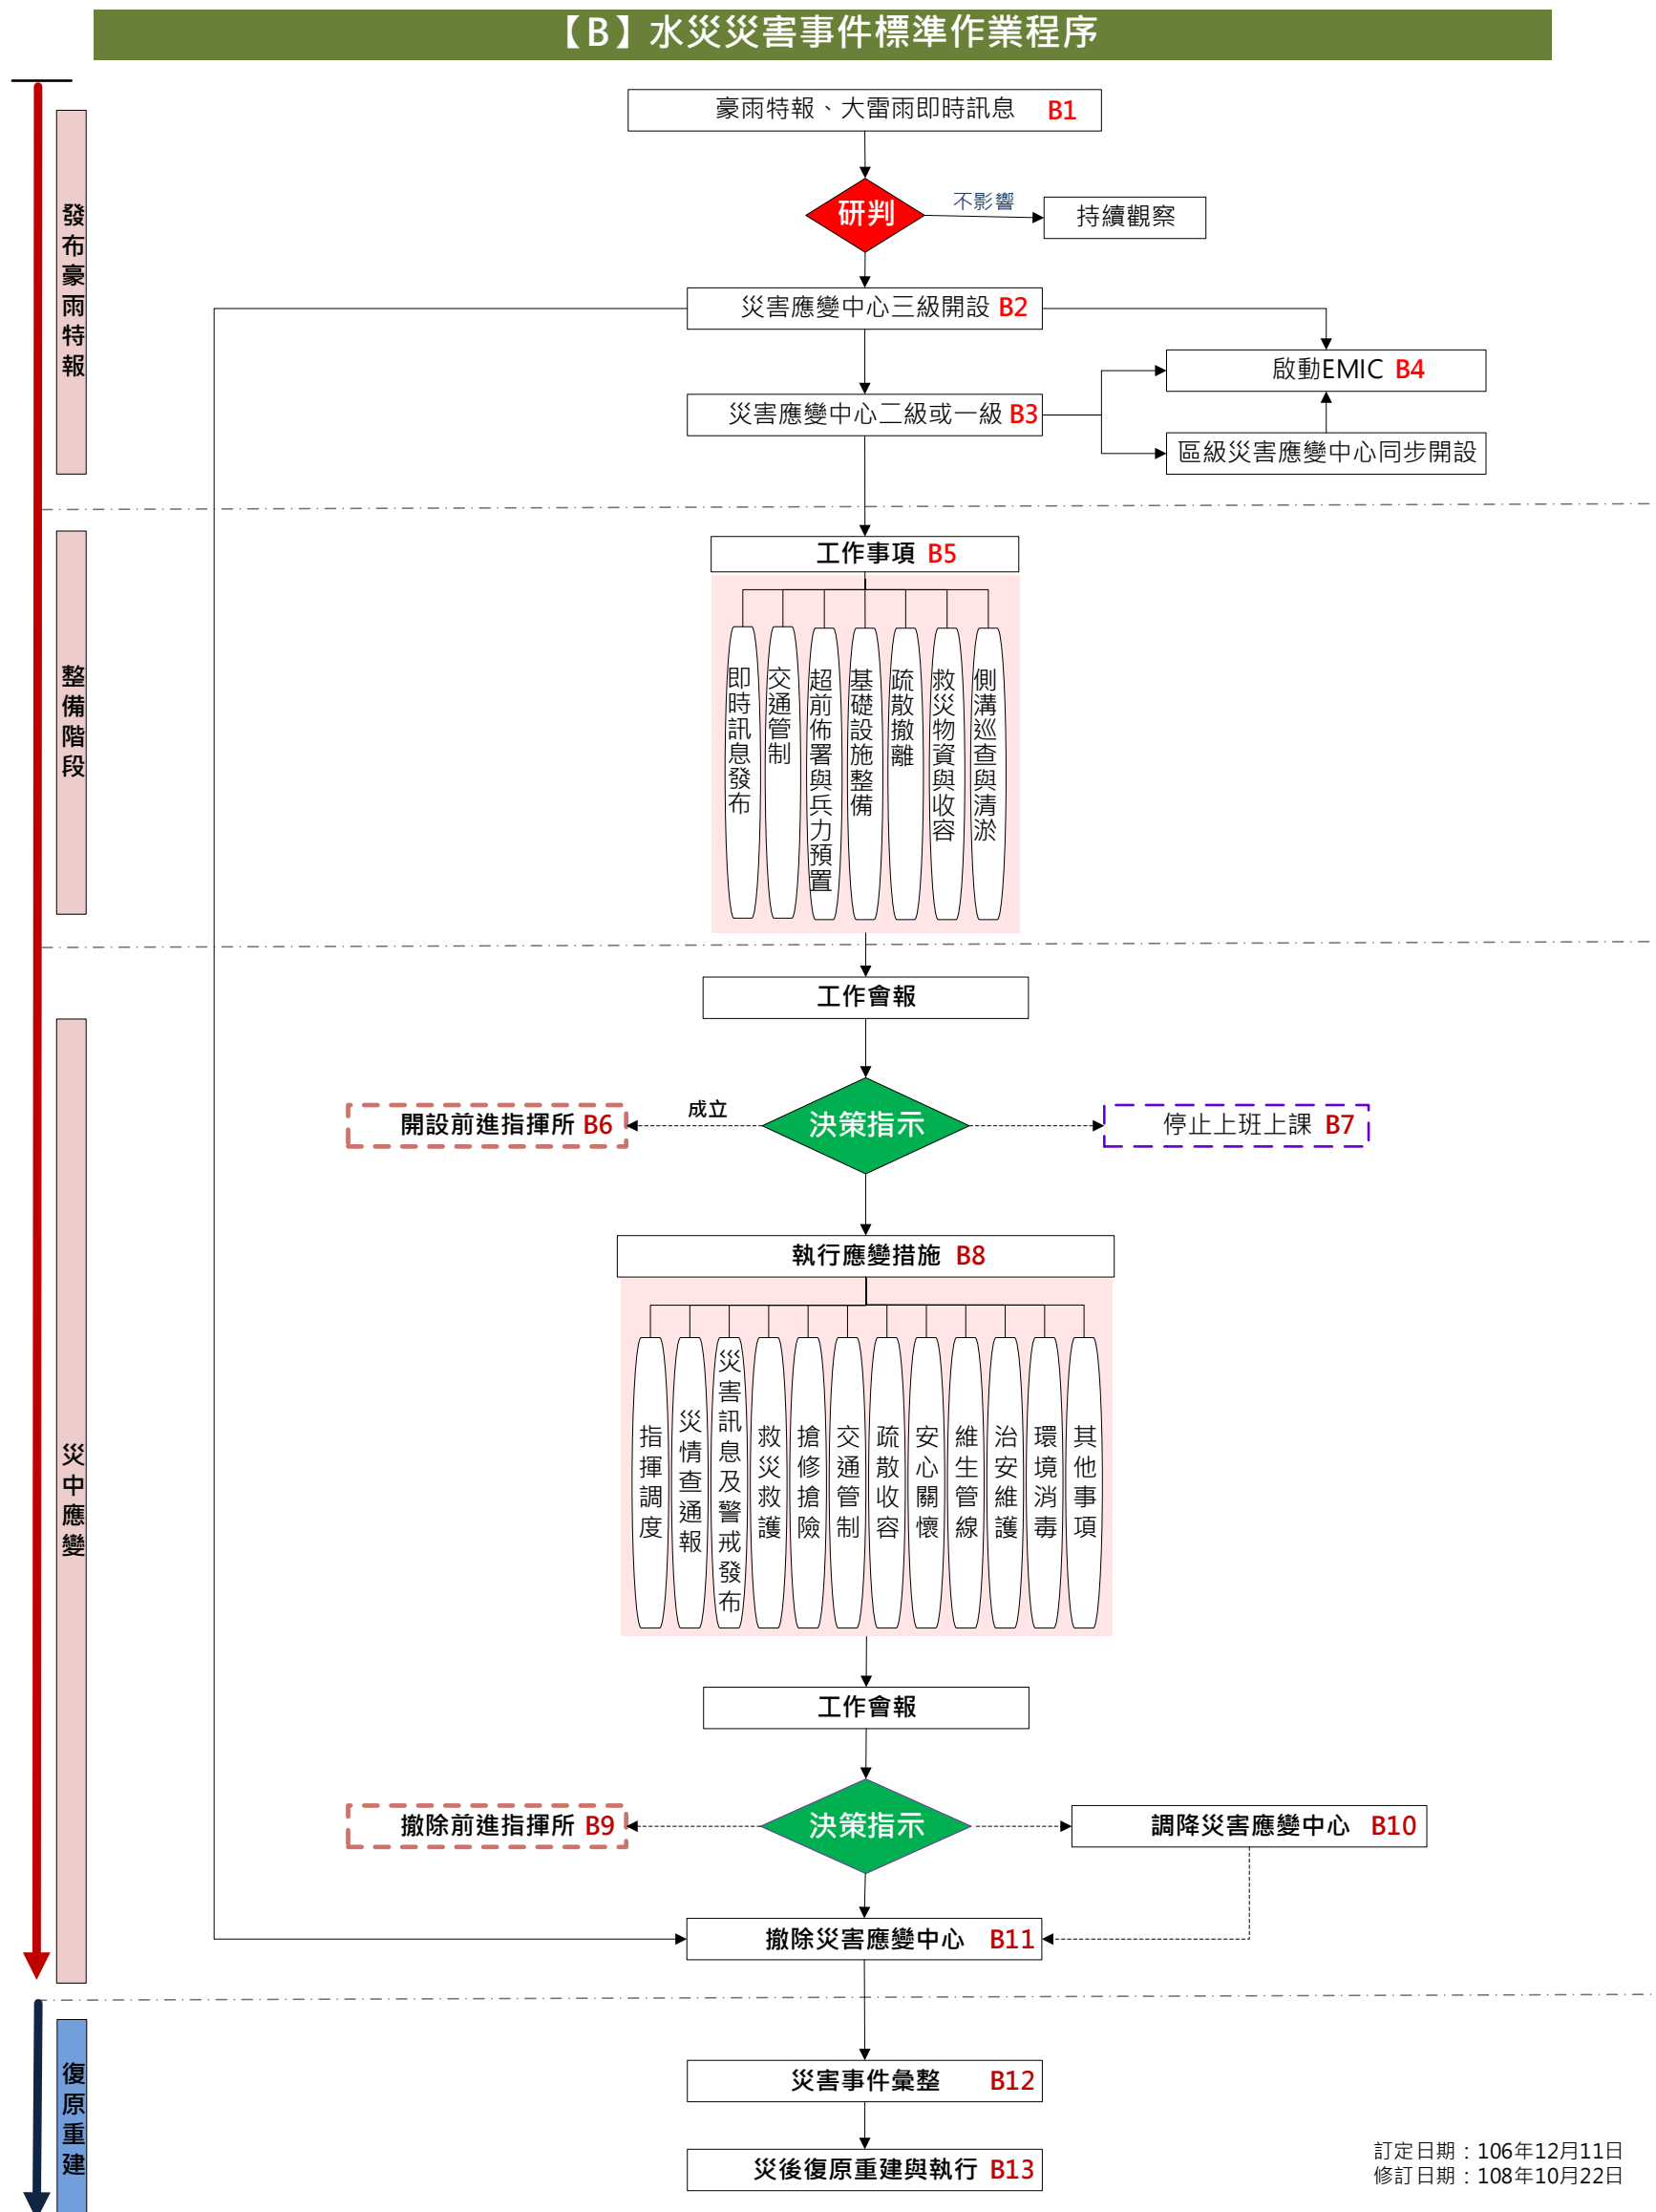 【B】水災災害事件標準作業程序
發布豪雨特報
豪雨特報、大雷雨即時訊息 B1
研判
不影響
持續觀察
災害應變中心三級開設 B2
啟動EMIC B4
災害應變中心二級或一級 B3
區級災害應變中心同步開設
整備階段
工作事項 B5
即時訊息發布
交通管制
超前佈署與兵力預置
基礎設施整備
疏散撤離
救災物資與收容
側溝巡查與清淤
災中應變
工作會報
決策指示
成立
開設前進指揮所 B6
停止上班上課 B7
執行應變措施 B8
指揮調度
災情查通報
災害訊息及警戒發布
救災救護
搶修搶險
交通管制
疏散收容
安心關懷
維生管線
治安維護
環境消毒
其他事項
工作會報
決策指示
撤除前進指揮所 B9
調降災害應變中心 B10
撤除災害應變中心 B11
復原重建
災害事件彙整 B12
災後復原重建與執行 B13
訂定日期：106年12月11日
修訂日期：108年10月22日